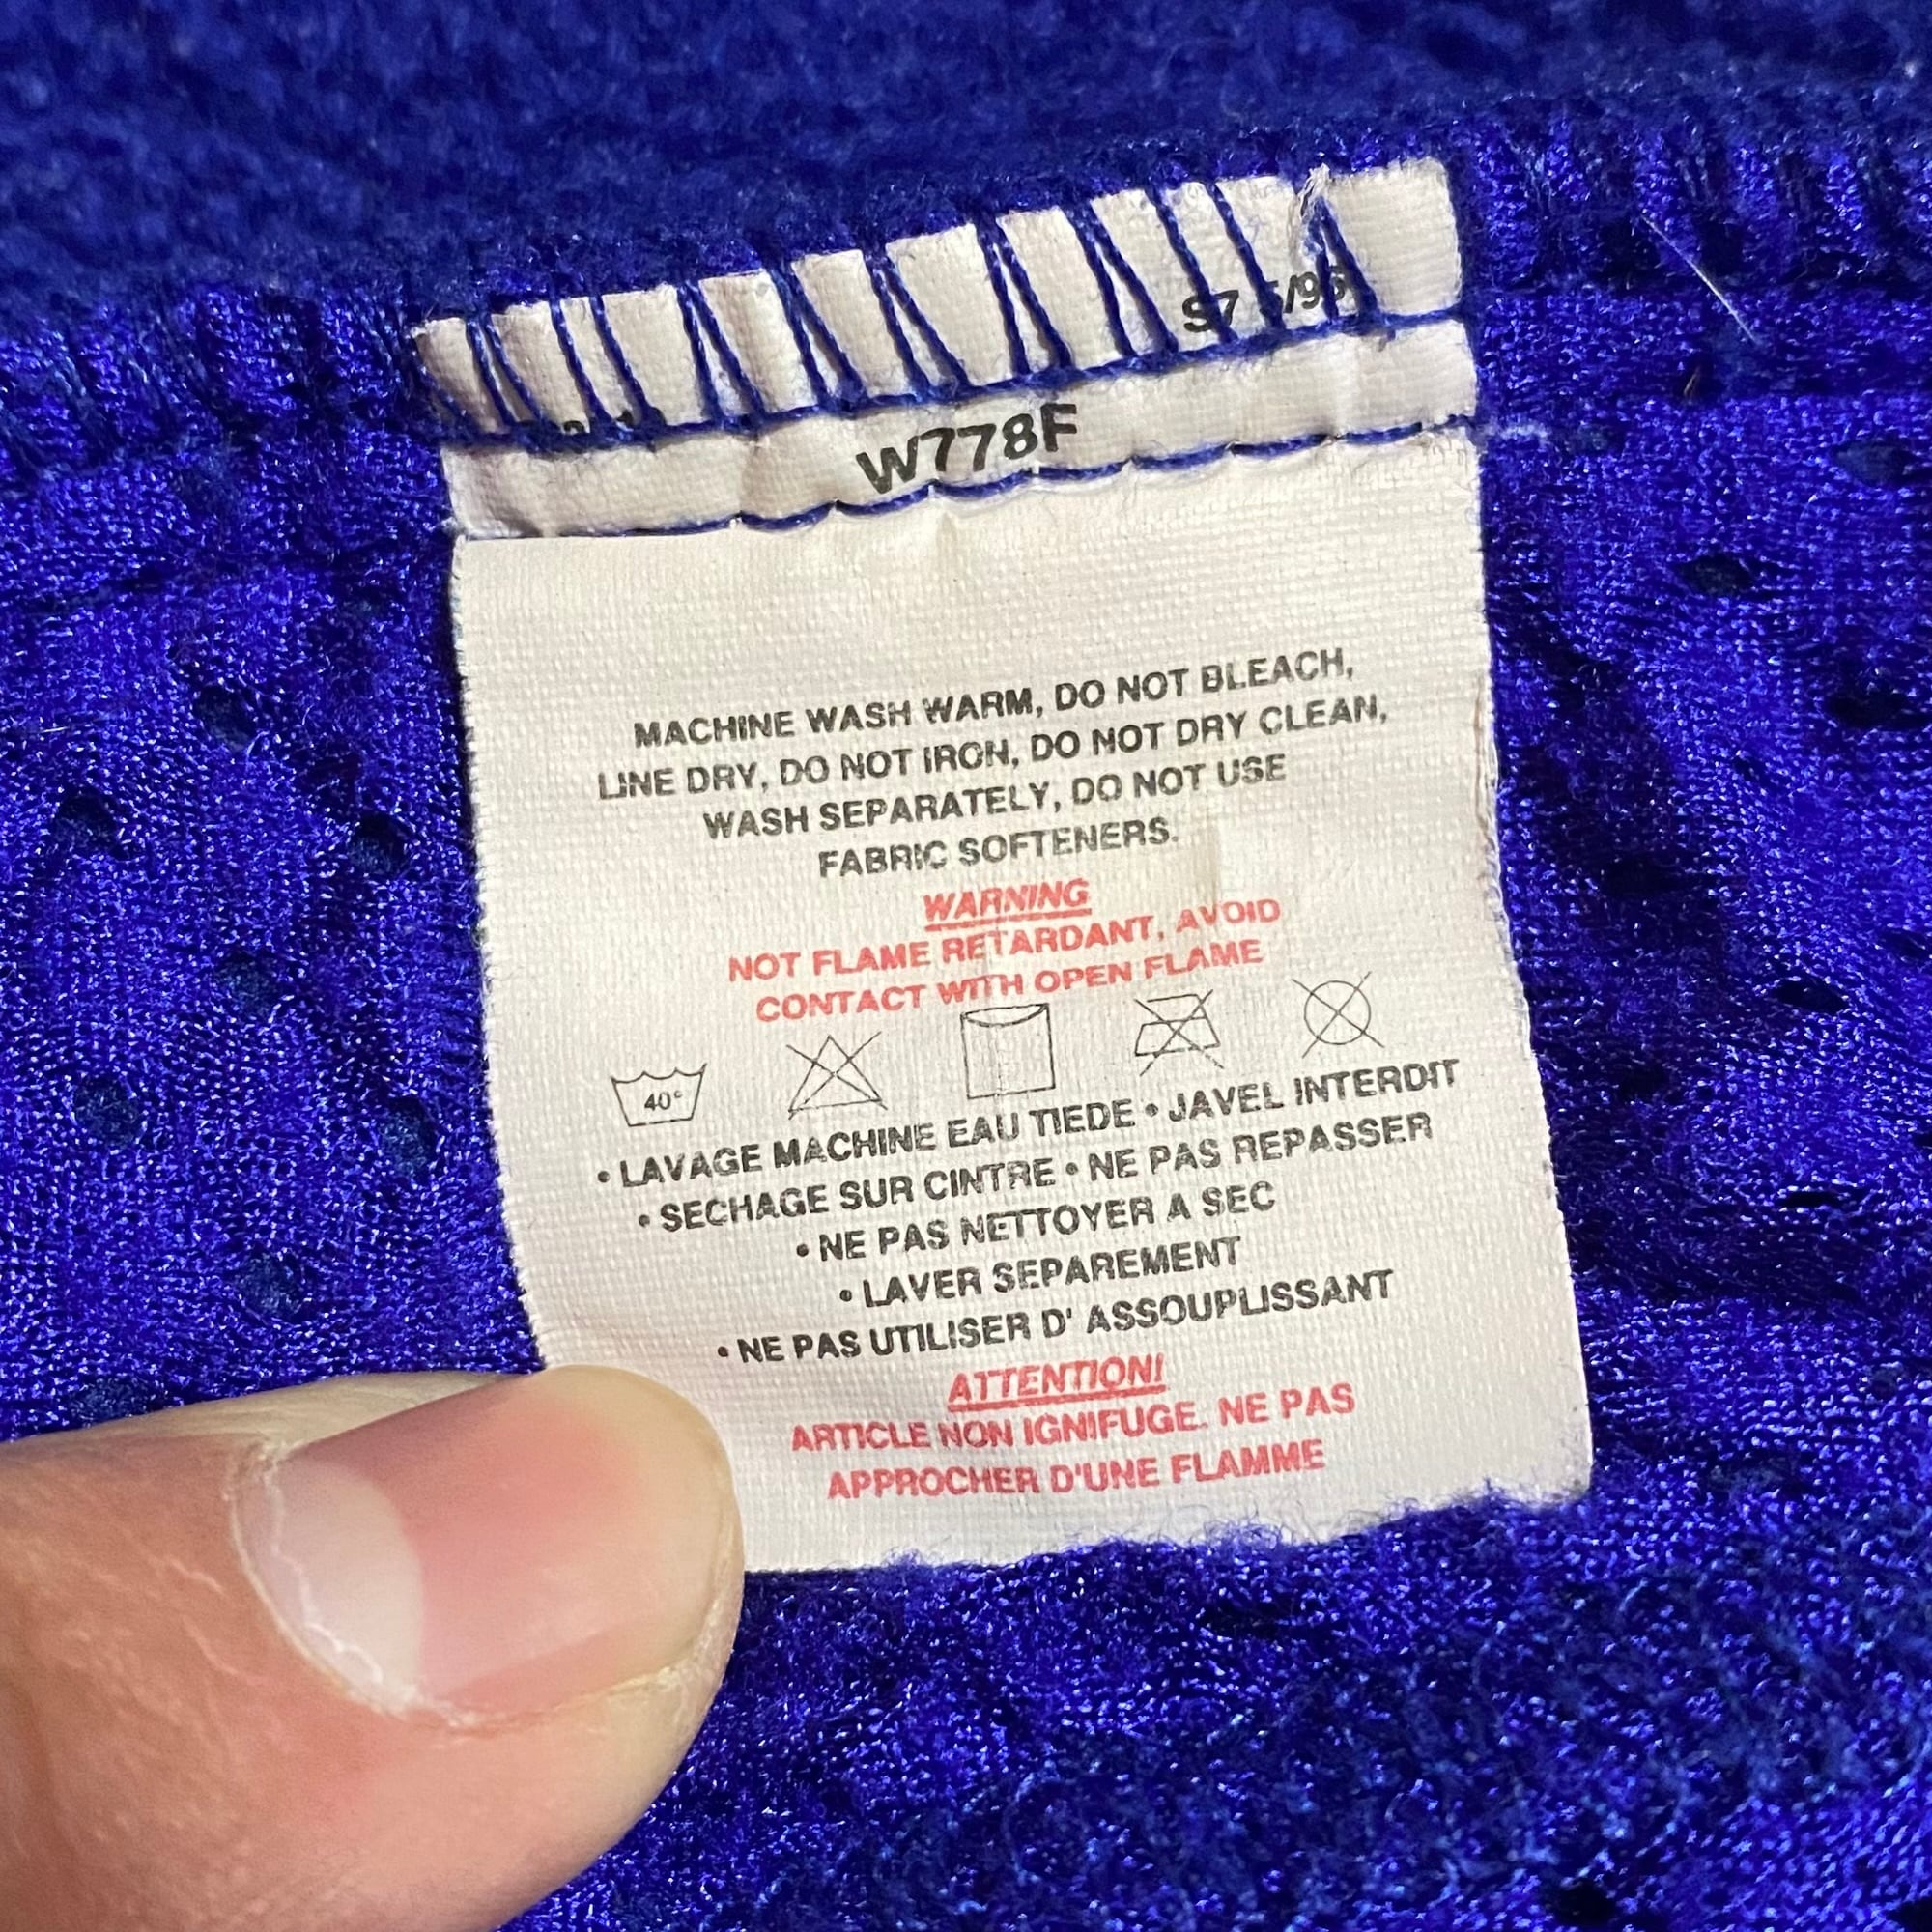 W778F
MACHINE WASH WARM, DO NOT BLEACH,
LINE DRY, DO NOT IRON, DO NOT DRY CLEAN,
WASH SEPARATELY, DO NOT USE
FABRIC SOFTENERS.
WARNING
NOT FLAME RETARDANT, AVOID
CONTACT WITH OPEN FLAME
40°
• LAVAGE MACHINE EAU TIEDE • JAVEL INTERDIT
• SECHAGE SUR CINTRE • NE PAS REPASSER
• NE PAS NETTOYER A SEC
• LAVER SEPAREMENT
• NE PAS UTILISER D' ASSOUPLISSANT
ATTENTION!
ARTICLE NON IGNIFUGE. NE PAS
APPROCHER D'UNE FLAMME